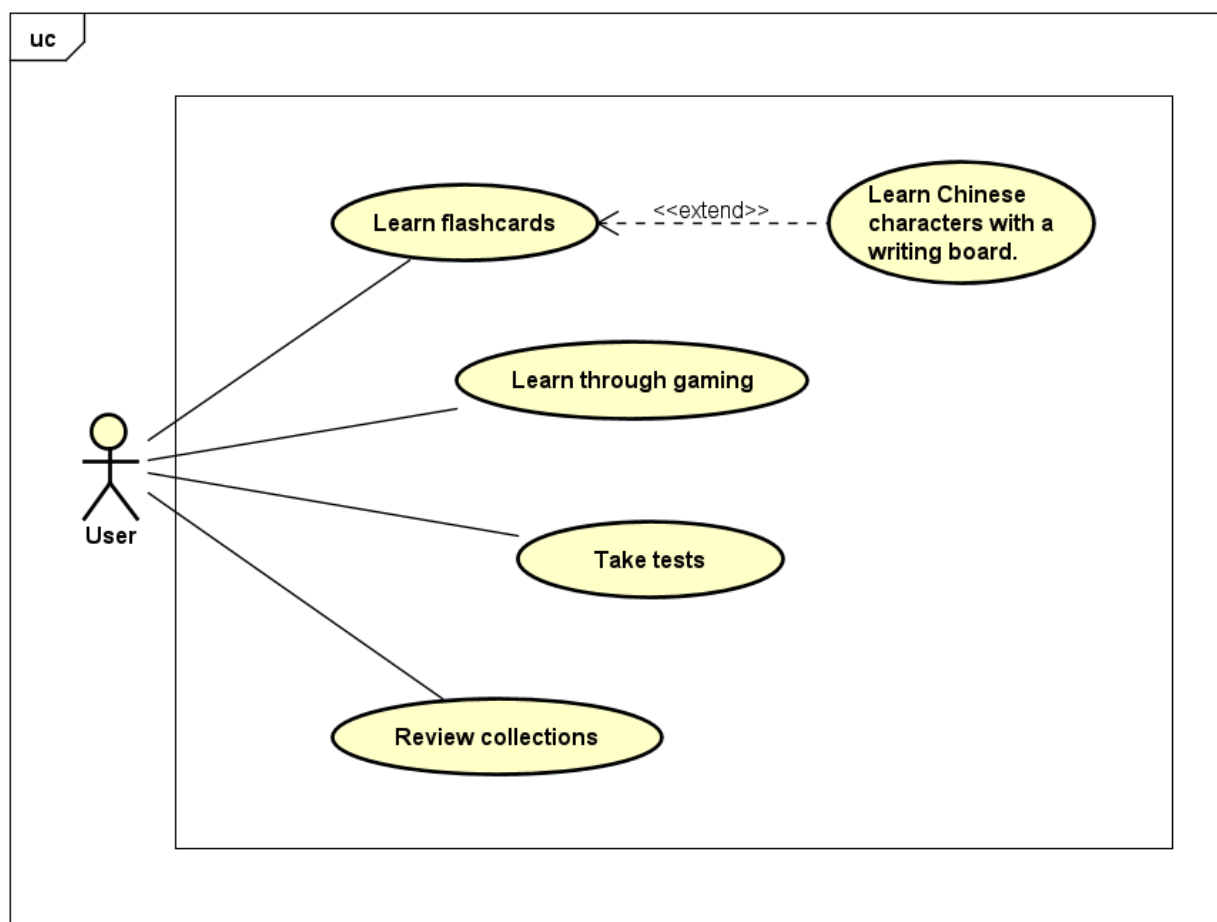 uc
Learn flashcards
<<extend>>
Learn Chinese
characters with a
writing board.
Learn through gaming
User
Take tests
Review collections